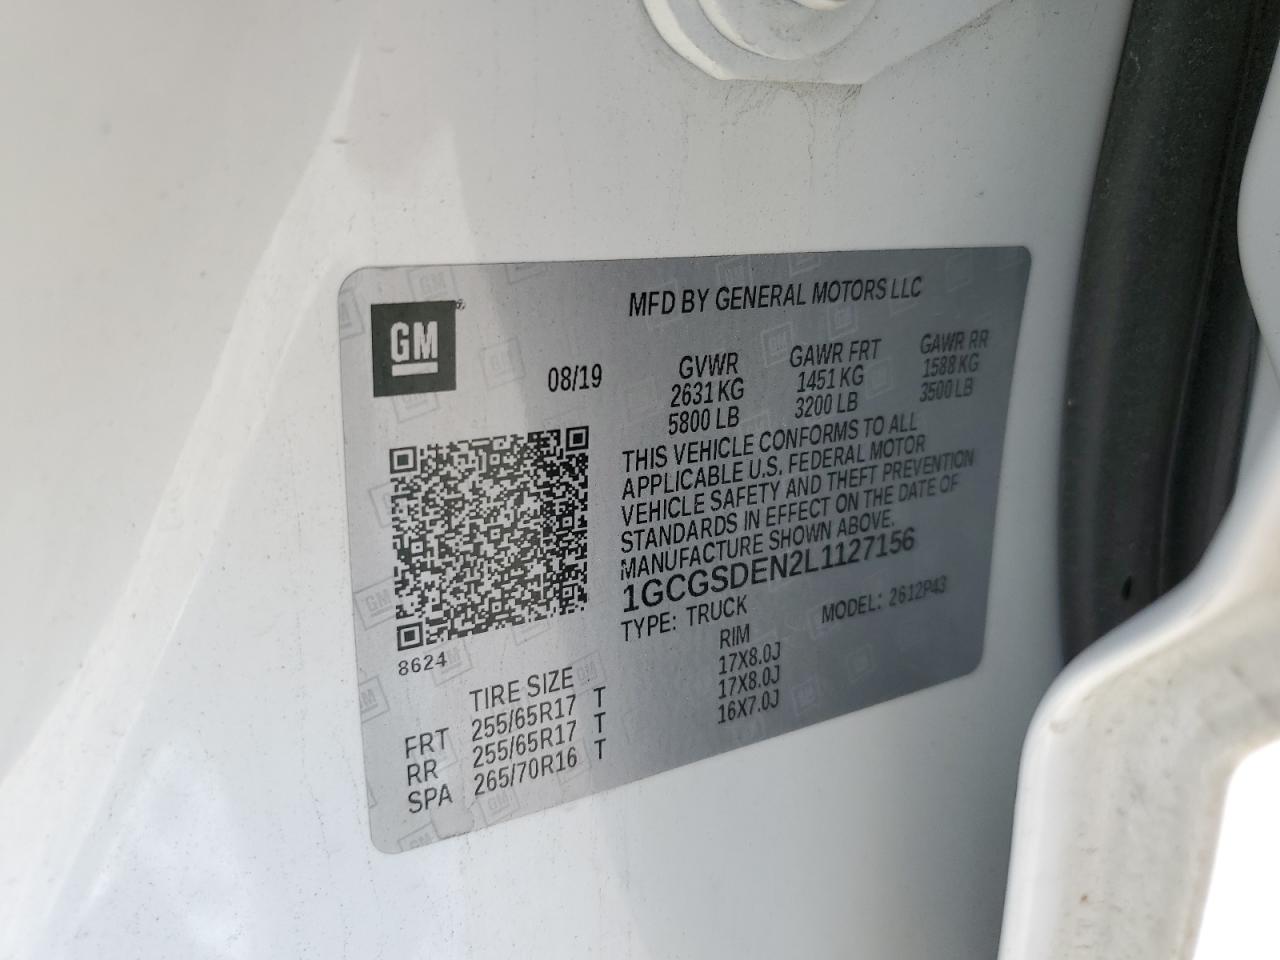 GM
MFD BY GENERAL MOTORS LLC
08/19
GVWR GAWR FRT GAWR RR
2631 KG 1451 KG 1588 KG
5800 LB 3200 LB 3500 LB
THIS VEHICLE CONFORMS TO ALL
APPLICABLE U.S. FEDERAL MOTOR
VEHICLE SAFETY AND THEFT PREVENTION
STANDARDS IN EFFECT ON THE DATE OF
MANUFACTURE SHOWN ABOVE.
1GCGSDEN2L1127156
TYPE: TRUCK MODEL: 2612P43
8624
TIRE SIZE RIM
FRT 255/65R17 T 17X8.0J
RR 255/65R17 T 17X8.0J
SPA 265/70R16 T 16X7.0J